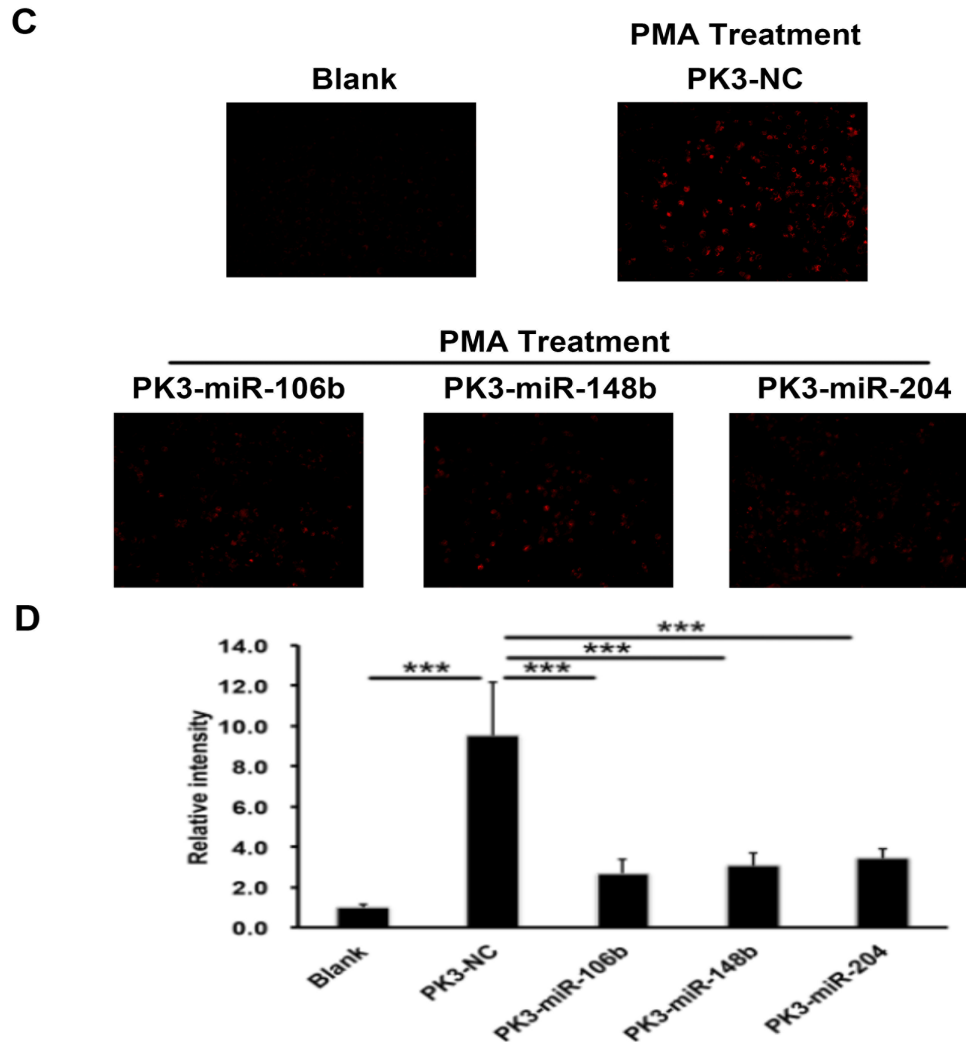 C
PMA Treatment
Blank
PK3-NC
PMA Treatment
PK3-miR-106b
PK3-miR-148b
PK3-miR-204
D
Relative intensity
14.0
12.0
10.0
8.0
6.0
4.0
2.0
0.0
***
***
***
***
Blank
PK3-NC
PK3-miR-106b
PK3-miR-148b
PK3-miR-204